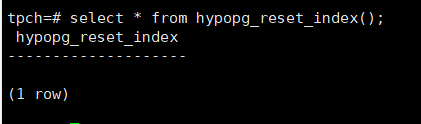 tpch=# select * from hypopg_reset_index();
 hypopg_reset_index
--------------------

(1 row)